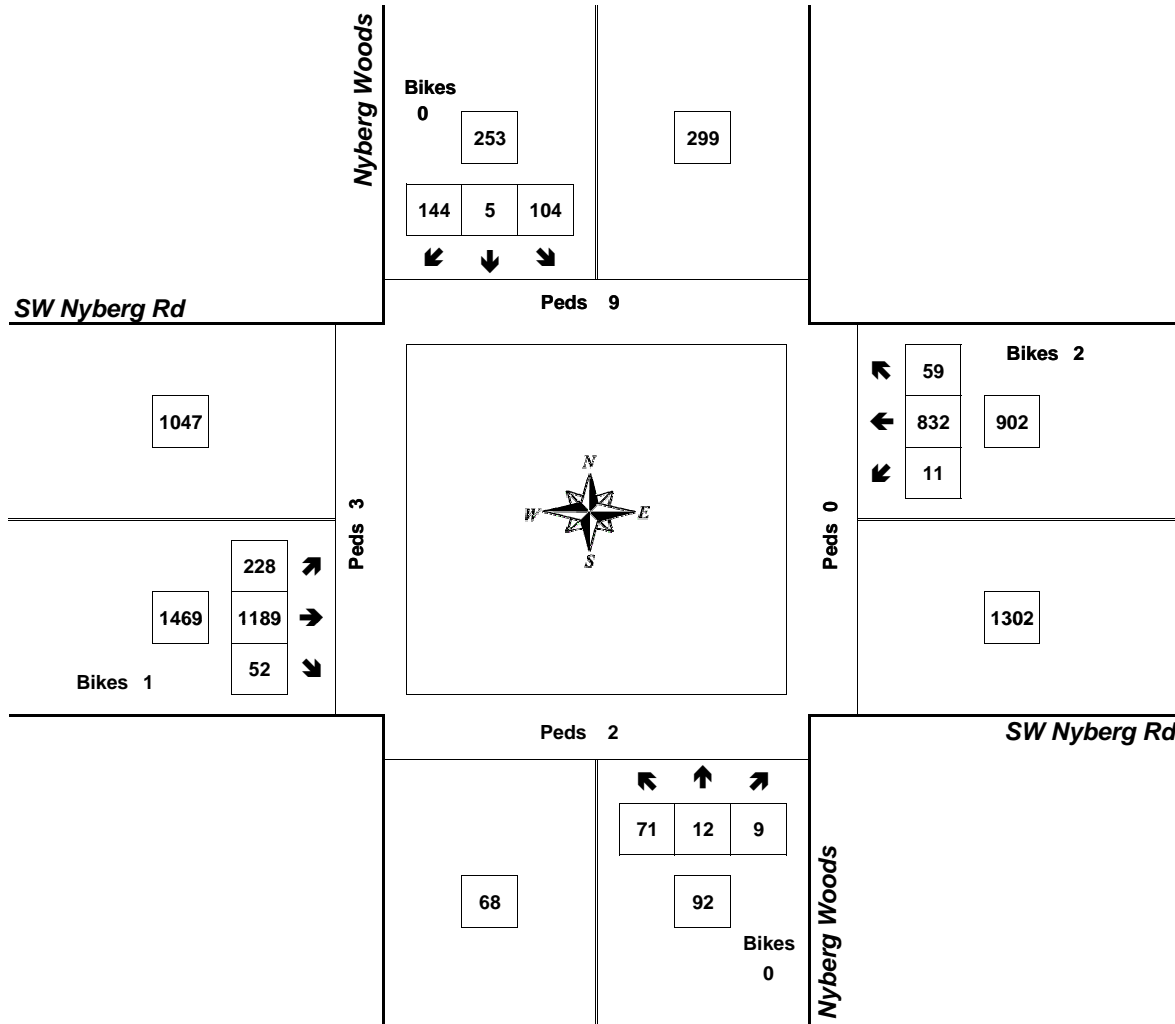 Nyberg Woods
Bikes
0
253
299
144 5 104
Peds 9
SW Nyberg Rd
Bikes 2
59
1047
832 902
11
N
W E
S
Peds 3
Peds 0
228
1469 1189
1302
52
Bikes 1
Peds 2
SW Nyberg Rd
71 12 9
68
92
Nyberg Woods
Bikes
0